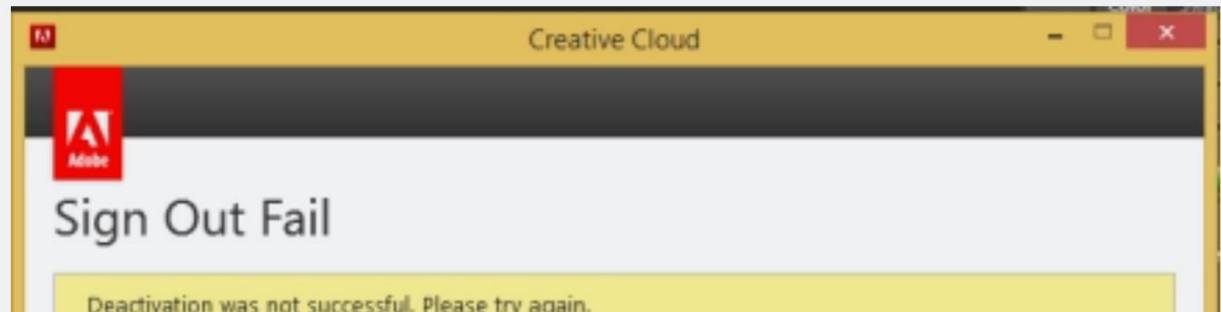 Creative Cloud
Adobe
Sign Out Fail
Deactivation was not successful. Please try again.